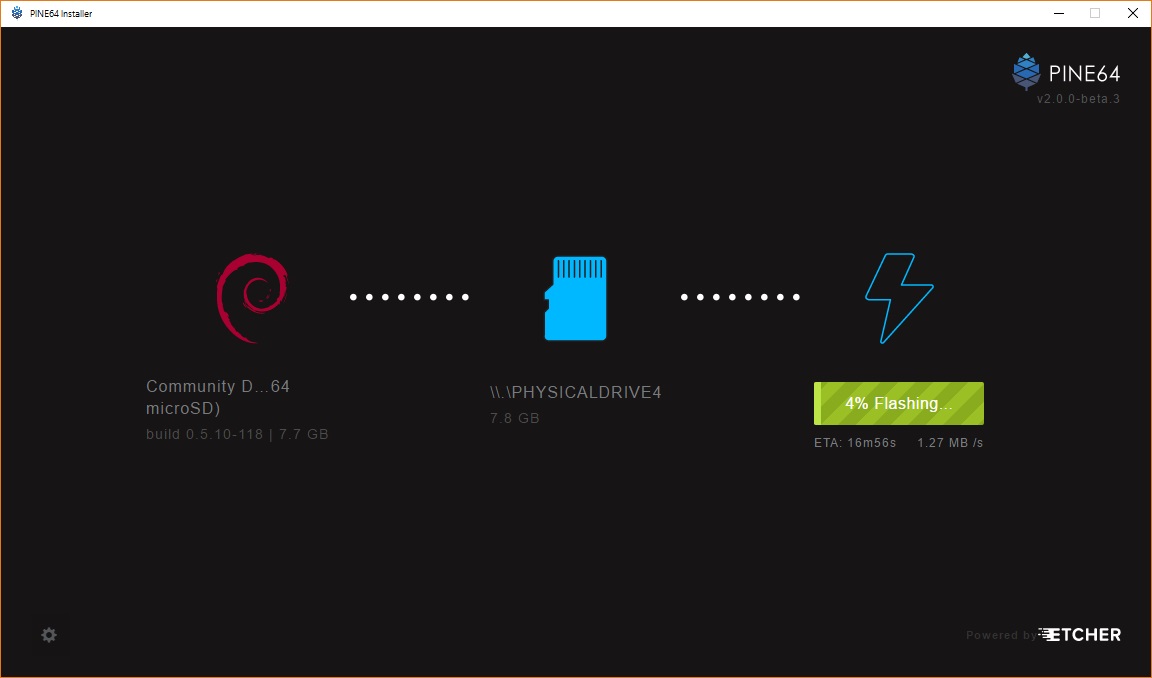 PINE64 Installer
PINE64
v2.0.0-beta.3
Community D...64
microSD)
build 0.5.10-118 | 7.7 GB
\\.\PHYSICALDRIVE4
7.8 GB
4% Flashing...
ETA: 16m56s 1.27 MB /s
Powered by ETCHER